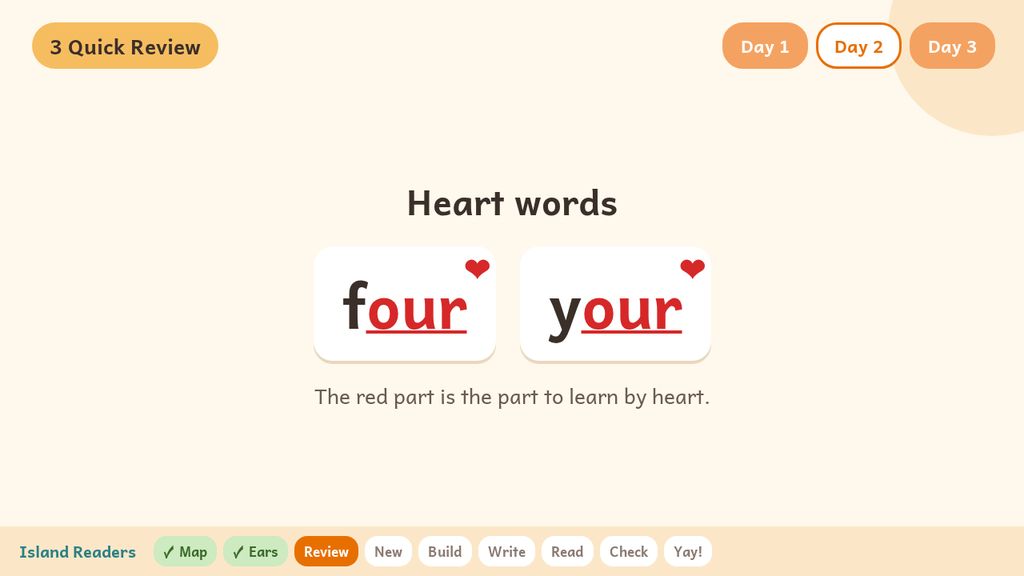 3 Quick Review
Day 1 Day 2 Day 3
Heart words
four ❤ your ❤
The red part is the part to learn by heart.
Island Readers ✓ Map ✓ Ears Review New Build Write Read Check Yay!